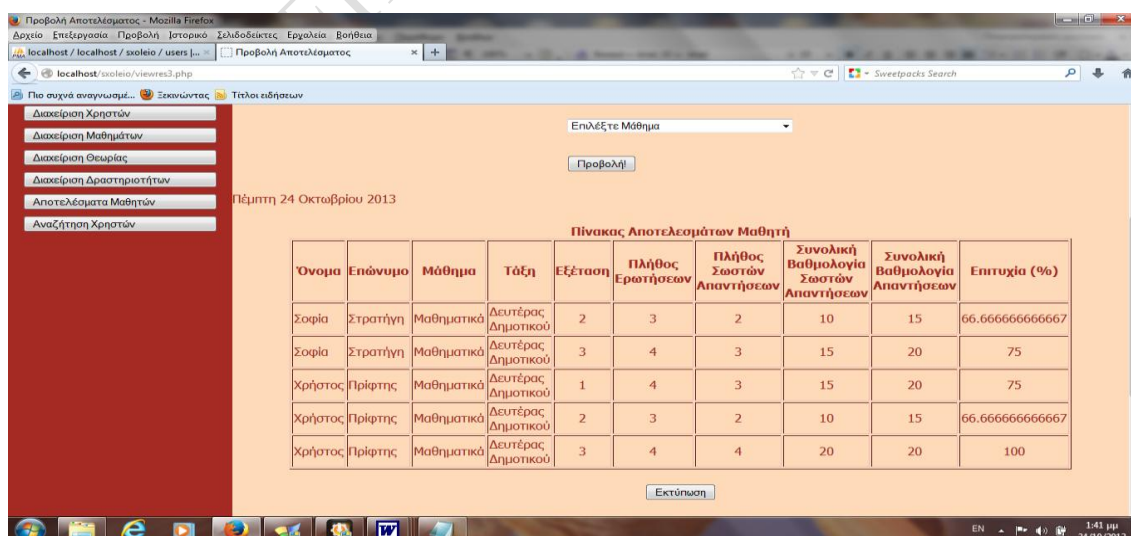 Προβολή Αποτελέσματος - Mozilla Firefox
Αρχείο Επεξεργασία Προβολή Ιστορικό Σελιδοδείκτες Εργαλεία Βοήθεια
localhost / localhost / sxoleio / users |... × Προβολή Αποτελέσματος × +
localhost/sxoleio/viewres3.php Sweetpacks Search
Πιο συχνά αναγνωσμέ... Ξεκινώντας Τίτλοι ειδήσεων
Διαχείριση Χρηστών
Διαχείριση Μαθημάτων
Διαχείριση Θεωρίας
Διαχείριση Δραστηριοτήτων
Αποτελέσματα Μαθητών
Αναζήτηση Χρηστών
Επιλέξτε Μάθημα
Προβολή!
Πέμπτη 24 Οκτωβρίου 2013
Πίνακας Αποτελεσμάτων Μαθητή
Όνομα Επώνυμο Μάθημα Τάξη Εξέταση Πλήθος Ερωτήσεων Πλήθος Σωστών Απαντήσεων Συνολική Βαθμολογία Σωστών Απαντήσεων Συνολική Βαθμολογία Απαντήσεων Επιτυχία (%)
Σοφία Στρατήγη Μαθηματικά Δευτέρας Δημοτικού 2 3 2 10 15 66.666666666667
Σοφία Στρατήγη Μαθηματικά Δευτέρας Δημοτικού 3 4 3 15 20 75
Χρήστος Πρίφτης Μαθηματικά Δευτέρας Δημοτικού 1 4 3 15 20 75
Χρήστος Πρίφτης Μαθηματικά Δευτέρας Δημοτικού 2 3 2 10 15 66.666666666667
Χρήστος Πρίφτης Μαθηματικά Δευτέρας Δημοτικού 3 4 4 20 20 100
Εκτύπωση
EN 1:41 μμ
24/10/2013